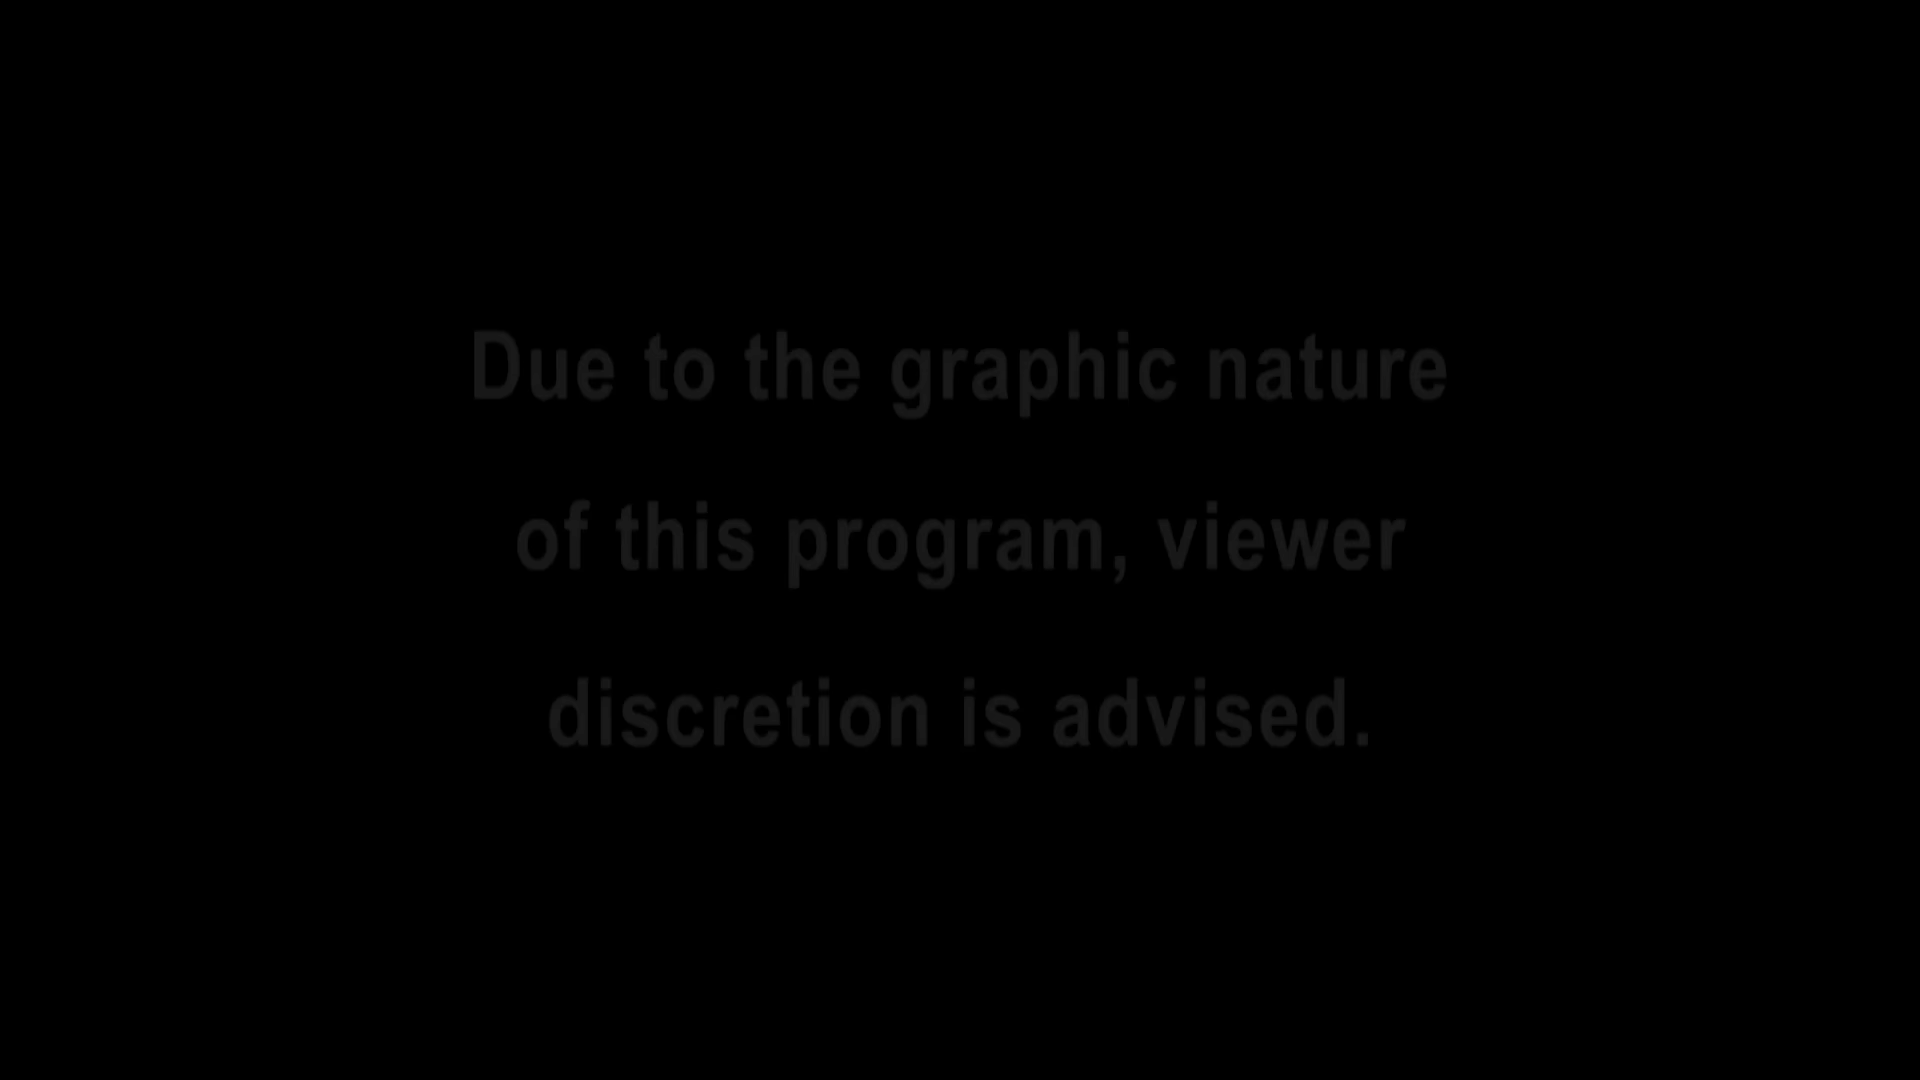 Due to the graphic nature
of this program, viewer
discretion is advised.